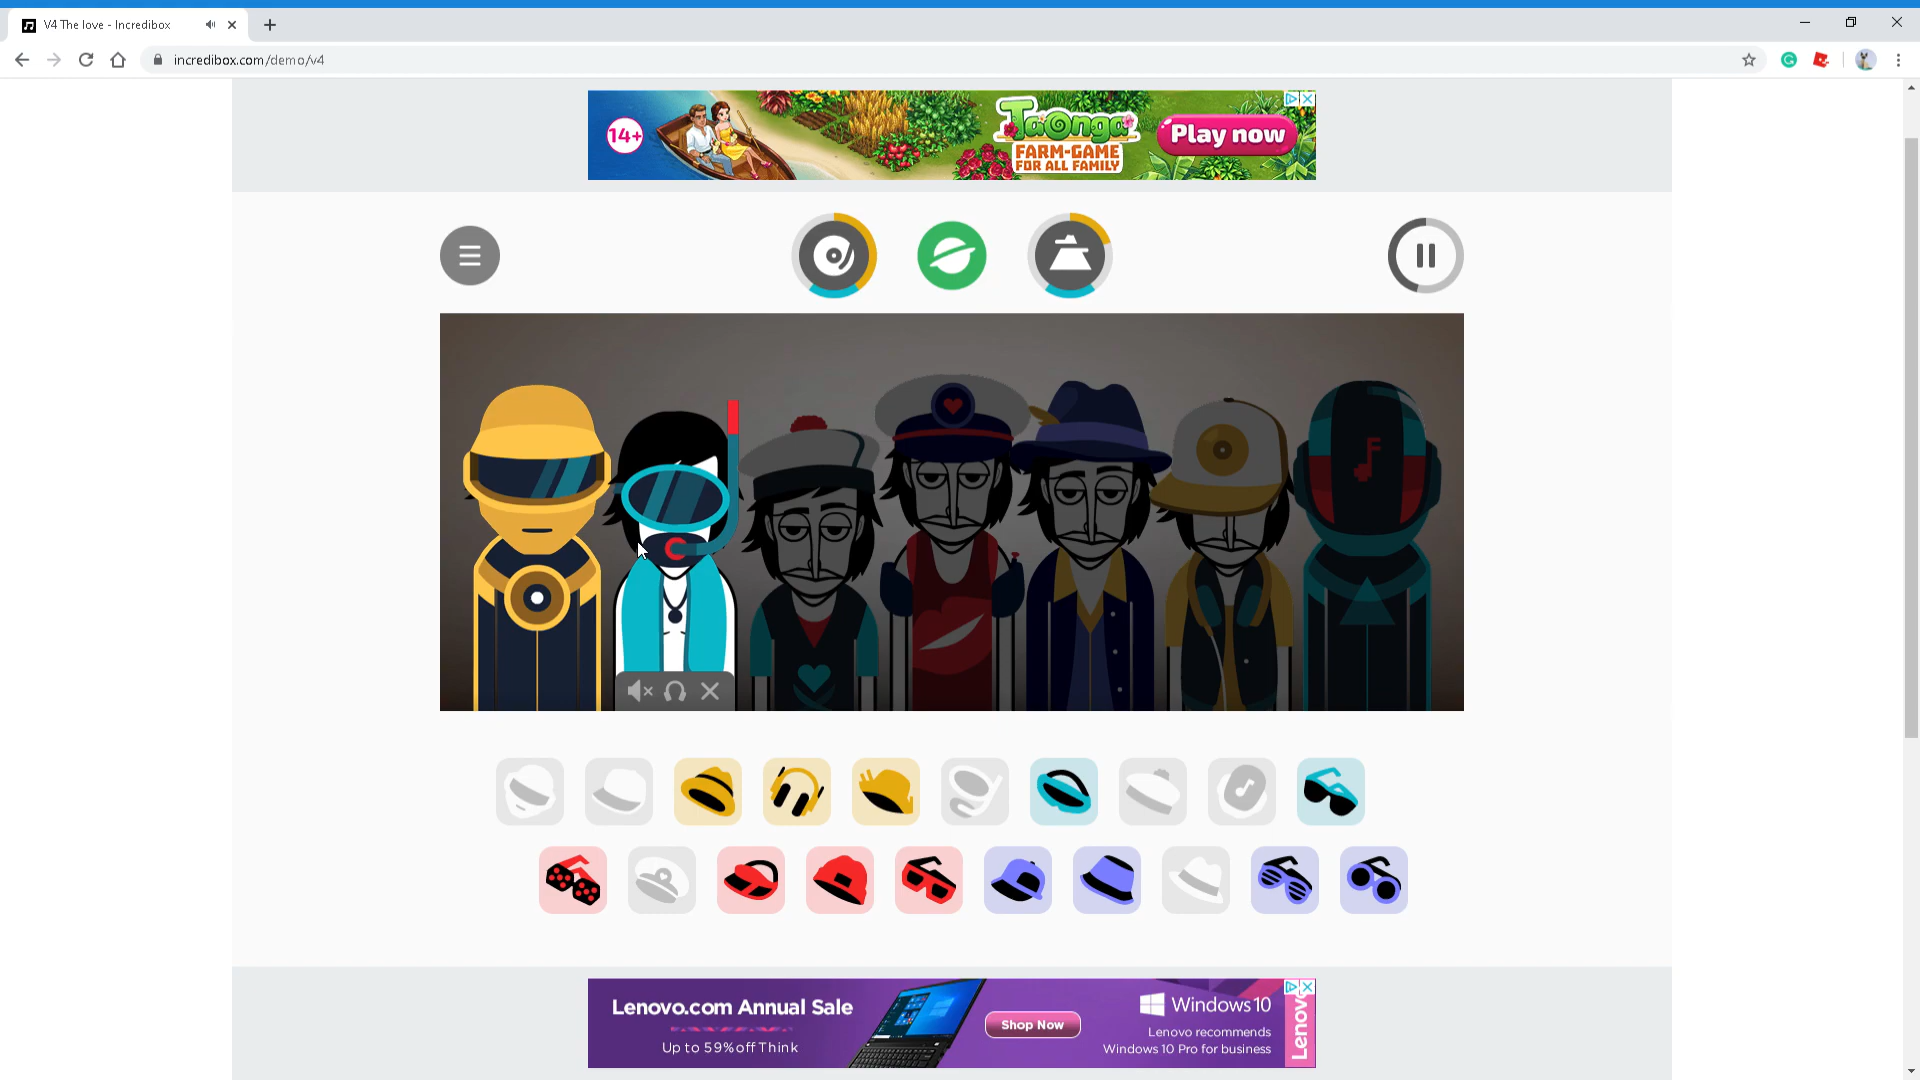 V4 The love - Incredibox
incredibox.com/demo/v4
14+
Taonga
FARM-GAME
FOR ALL FAMILY
Play now
Lenovo.com Annual Sale
Up to 59%off Think
Shop Now
Windows 10
Lenovo recommends
Windows 10 Pro for business
Lenovo